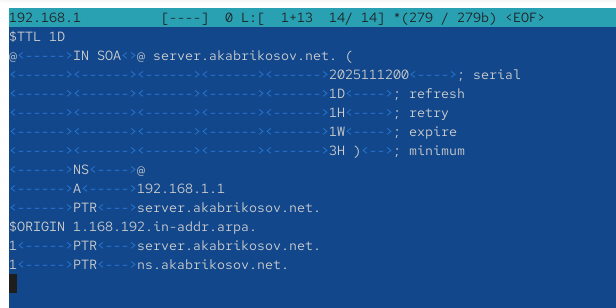 192.168.1 [----] 0 L:[ 1+13 14/ 14] *(279 / 279b) <EOF>
$TTL 1D
@<------>IN SOA<>@ server.akabrikosov.net. (
<------><------><------><------><------>2025111200<---->; serial
<------><------><------><------><------>1D<---->; refresh
<------><------><------><------><------>1H<---->; retry
<------><------><------><------><------>1W<---->; expire
<------><------><------><------><------>3H )<-->; minimum
<------>NS<---->@
<------>A<----->192.168.1.1
<------>PTR<--->server.akabrikosov.net.
$ORIGIN 1.168.192.in-addr.arpa.
1<------>PTR<--->server.akabrikosov.net.
1<------>PTR<--->ns.akabrikosov.net.